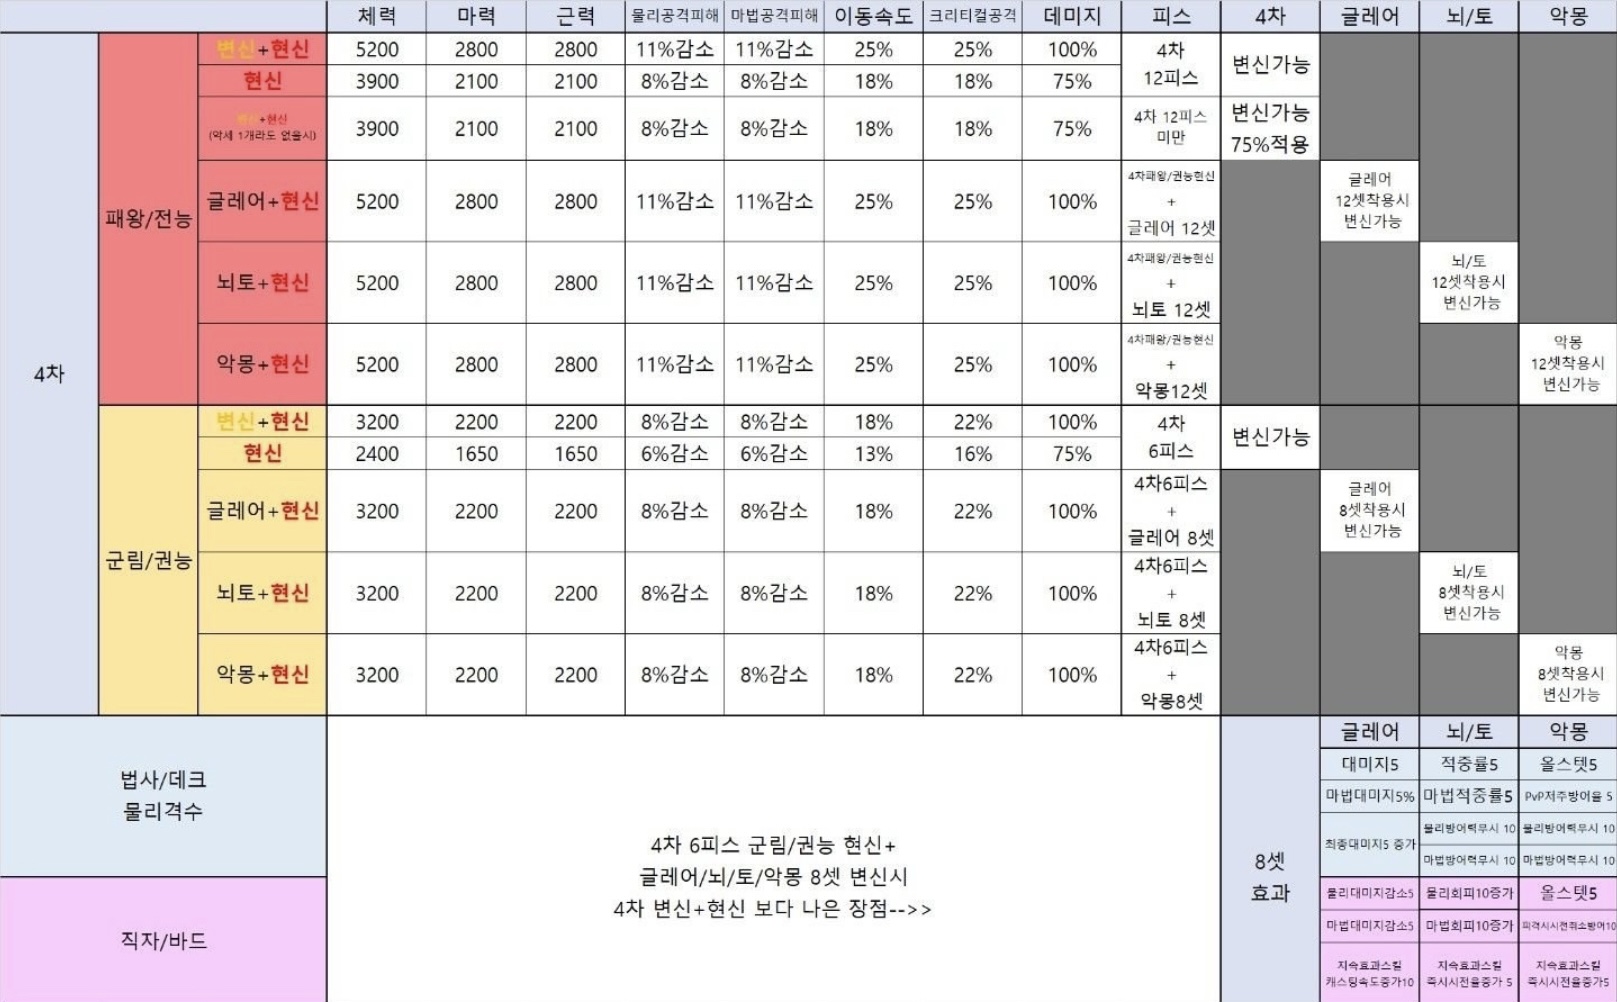 체력 마력 근력 물리공격피해 마법공격피해 이동속도 크리티컬공격 데미지 피스 4차 글레어 뇌/토 악몽
4차
패왕/전능
변신+현신 5200 2800 2800 11%감소 11%감소 25% 25% 100%
4차
12피스
변신가능
현신 3900 2100 2100 8%감소 8%감소 18% 18% 75%
변신+현신
(악세 1개라도 없을시)
3900 2100 2100 8%감소 8%감소 18% 18% 75%
4차 12피스
미만
변신가능
75%적용
글레어+현신 5200 2800 2800 11%감소 11%감소 25% 25% 100%
4차패왕/권능현신
+
글레어 12셋
글레어
12셋착용시
변신가능
뇌토+현신 5200 2800 2800 11%감소 11%감소 25% 25% 100%
4차패왕/권능현신
+
뇌토 12셋
뇌/토
12셋착용시
변신가능
악몽+현신 5200 2800 2800 11%감소 11%감소 25% 25% 100%
4차패왕/권능현신
+
악몽12셋
악몽
12셋착용시
변신가능
군림/권능
변신+현신 3200 2200 2200 8%감소 8%감소 18% 22% 100%
4차
6피스
변신가능
현신 2400 1650 1650 6%감소 6%감소 13% 16% 75%
글레어+현신 3200 2200 2200 8%감소 8%감소 18% 22% 100%
4차6피스
+
글레어 8셋
글레어
8셋착용시
변신가능
뇌토+현신 3200 2200 2200 8%감소 8%감소 18% 22% 100%
4차6피스
+
뇌토 8셋
뇌/토
8셋착용시
변신가능
악몽+현신 3200 2200 2200 8%감소 8%감소 18% 22% 100%
4차6피스
+
악몽8셋
악몽
8셋착용시
변신가능
법사/데크
물리격수
직자/바드
4차 6피스 군림/권능 현신+
글레어/뇌/토/악몽 8셋 변신시
4차 변신+현신 보다 나은 장점-->>
8셋
효과
글레어 뇌/토 악몽
대미지5 적중률5 올스텟5
마법대미지5% 마법적중률5 PvP저주방어율 5
최종대미지5 증가
물리방어력무시 10 물리방어력무시 10
마법방어력무시 10 마법방어력무시 10
물리대미지감소5 물리회피10증가 올스텟5
마법대미지감소5 마법회피10증가 피격시시전취소방어10
지속효과스킬
캐스팅속도증가10
지속효과스킬
즉시시전율증가 5
지속효과스킬
즉시시전율증가5